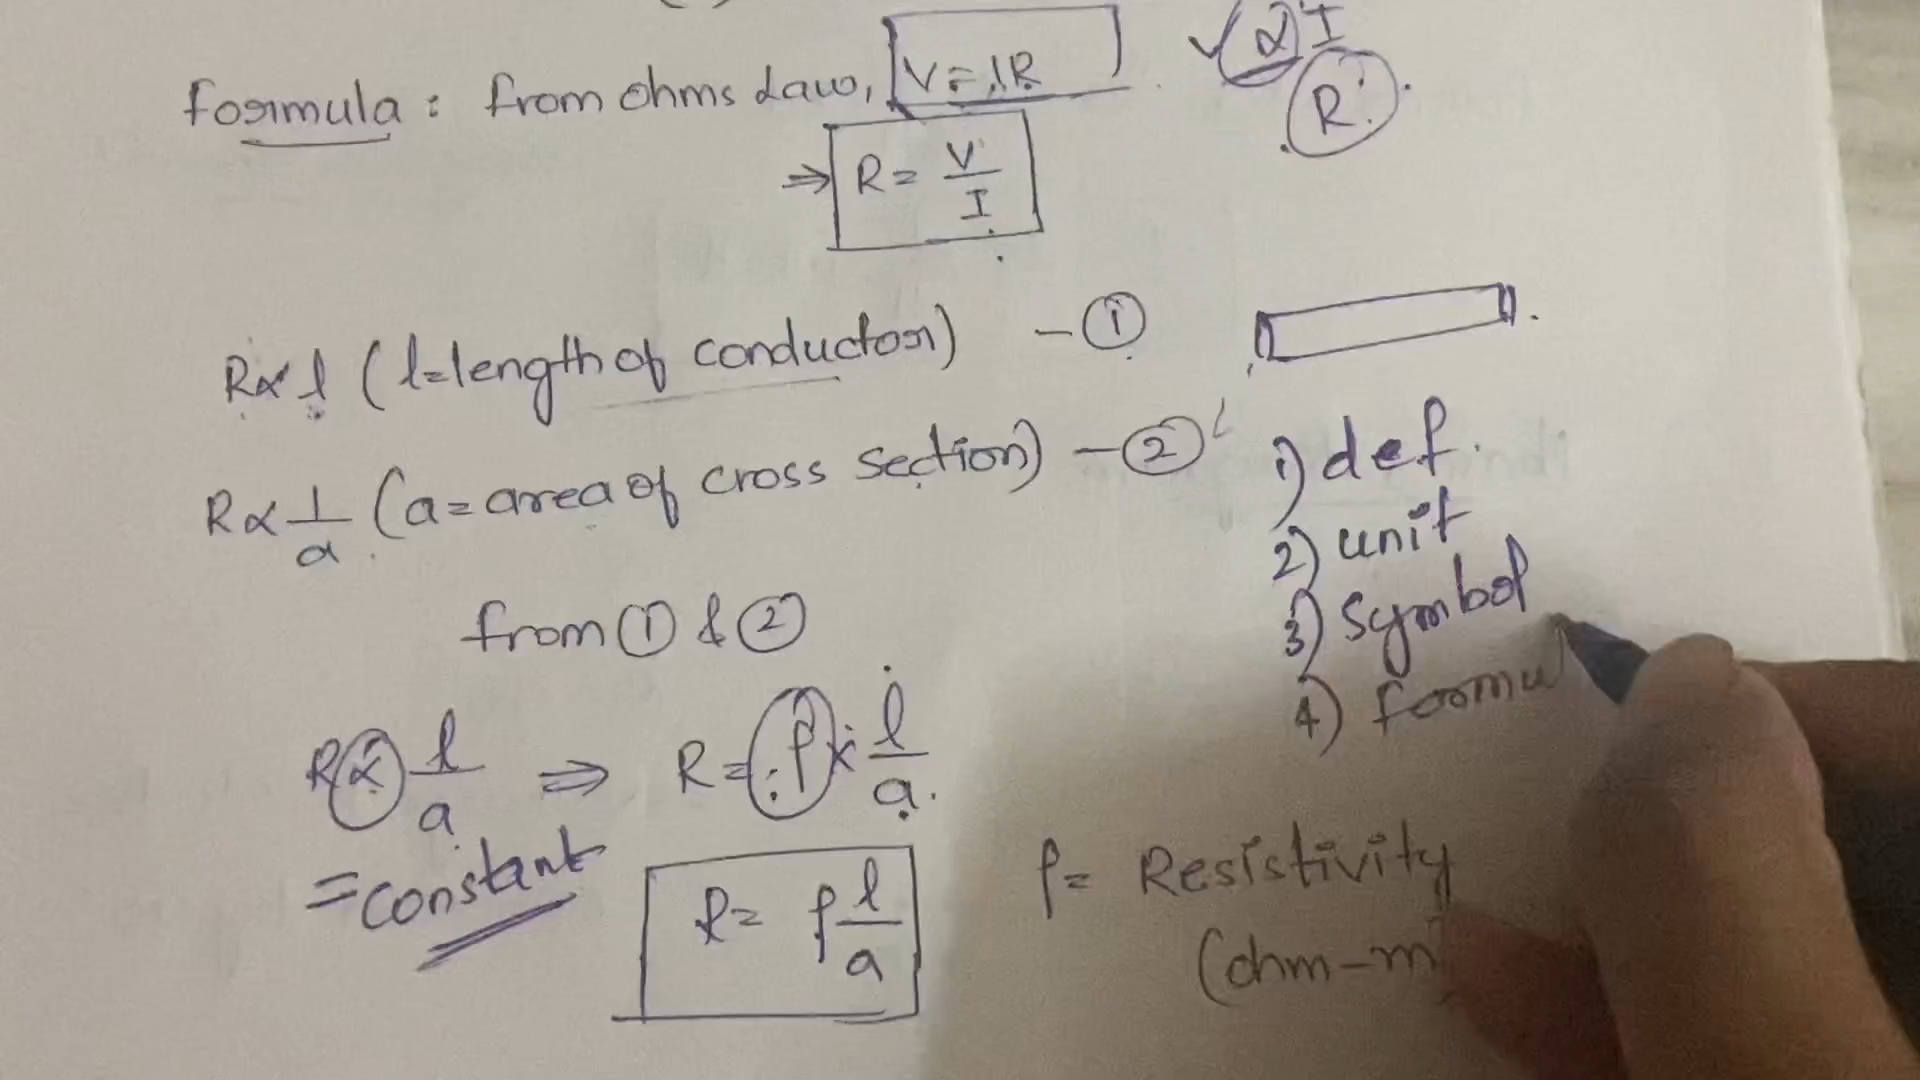 formula: from ohms Law, V=IR
αI
R
⇒ R = V/I
R∝ l (l=length of conductor) -①
R∝ 1/a (a=area of cross section) -②
1) def.
2) unit
3) symbol
4) formu
from ① & ②
R ∝ l/a ⇒ R = ρ × l/a
=constant
R= ρ l/a
ρ= Resistivity
(ohm-m